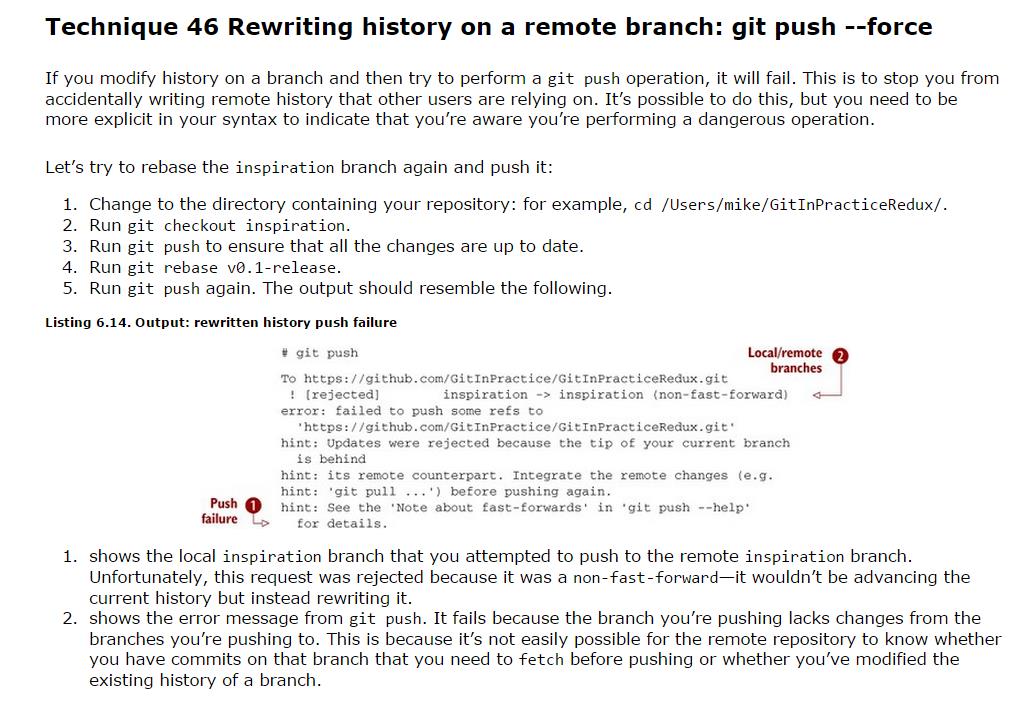 Technique 46 Rewriting history on a remote branch: git push --force
If you modify history on a branch and then try to perform a git push operation, it will fail. This is to stop you from
accidentally writing remote history that other users are relying on. It's possible to do this, but you need to be
more explicit in your syntax to indicate that you're aware you're performing a dangerous operation.
Let's try to rebase the inspiration branch again and push it:
1. Change to the directory containing your repository: for example, cd /Users/mike/GitInPracticeRedux/.
2. Run git checkout inspiration.
3. Run git push to ensure that all the changes are up to date.
4. Run git rebase v0.1-release.
5. Run git push again. The output should resemble the following.
Listing 6.14. Output: rewritten history push failure
# git push
Local/remote 2
branches
To https://github.com/GitInPractice/GitInPracticeRedux.git
! [rejected] inspiration -> inspiration (non-fast-forward)
error: failed to push some refs to
'https://github.com/GitInPractice/GitInPracticeRedux.git'
hint: Updates were rejected because the tip of your current branch
is behind
hint: its remote counterpart. Integrate the remote changes (e.g.
hint: 'git pull ...') before pushing again.
Push 1
failure
hint: See the 'Note about fast-forwards' in 'git push --help'
for details.
1. shows the local inspiration branch that you attempted to push to the remote inspiration branch.
Unfortunately, this request was rejected because it was a non-fast-forward—it wouldn't be advancing the
current history but instead rewriting it.
2. shows the error message from git push. It fails because the branch you're pushing lacks changes from the
branches you're pushing to. This is because it's not easily possible for the remote repository to know whether
you have commits on that branch that you need to fetch before pushing or whether you've modified the
existing history of a branch.